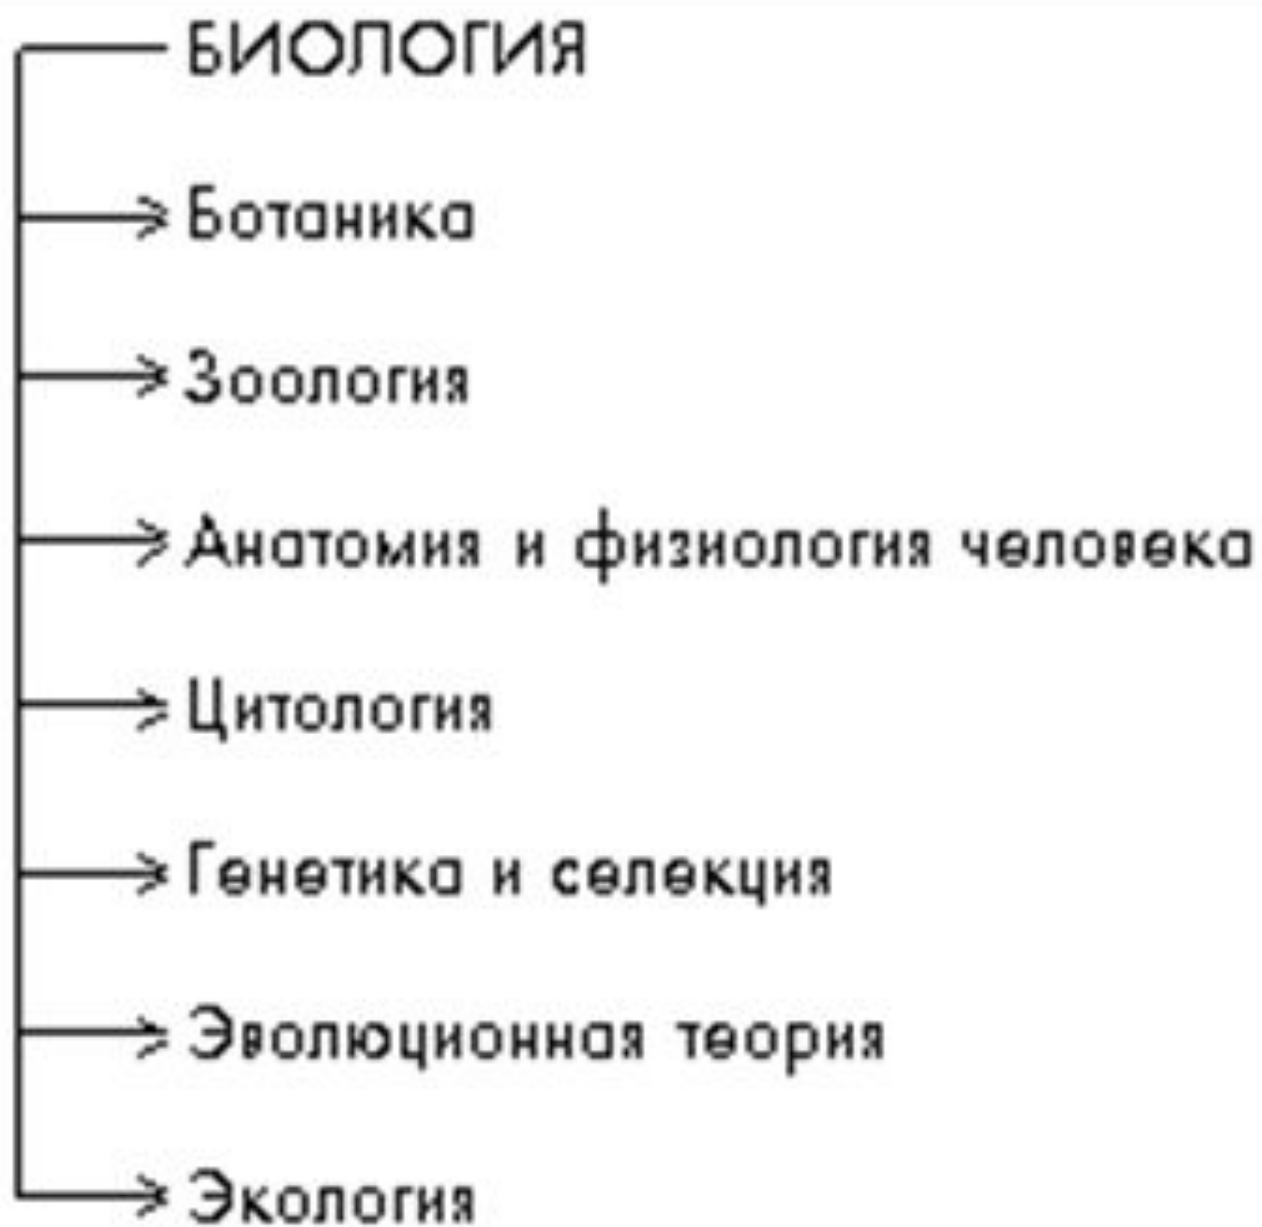 БИОЛОГИЯ
Ботаника
Зоология
Анатомия и физиология человека
Цитология
Генетика и селекция
Эволюционная теория
Экология